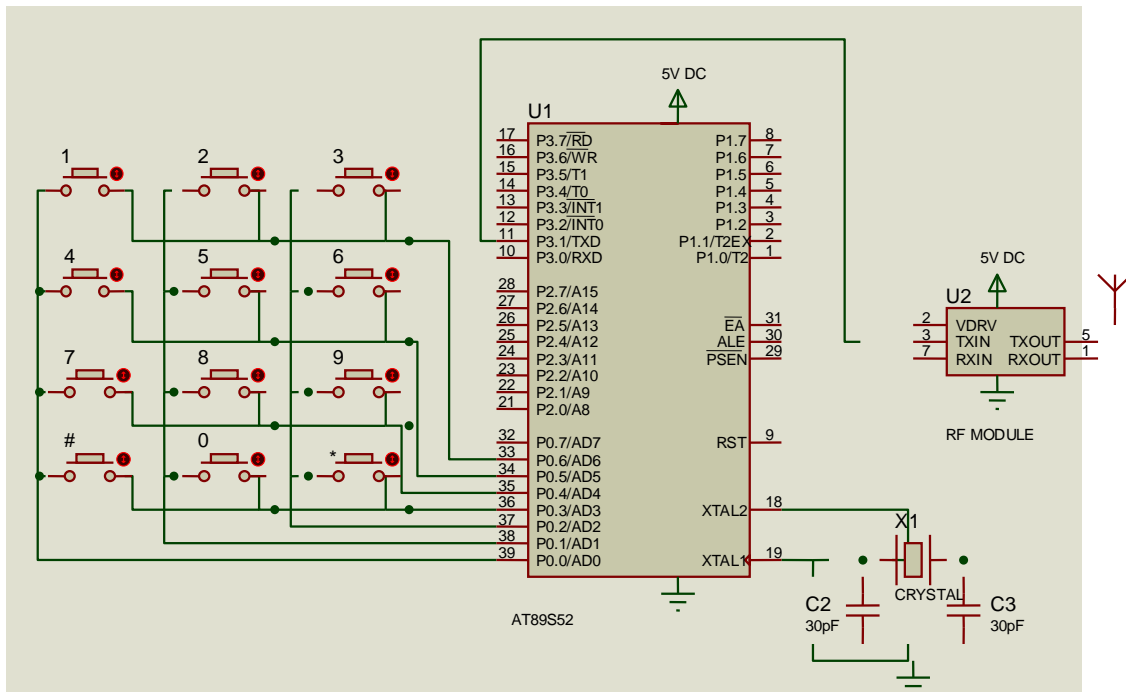 5V DC
U1
1
2
3
4
5
6
7
8
9
#
0
*
17 P3.7/RD
16 P3.6/WR
15 P3.5/T1
14 P3.4/T0
13 P3.3/INT1
12 P3.2/INT0
11 P3.1/TXD
10 P3.0/RXD
28 P2.7/A15
27 P2.6/A14
26 P2.5/A13
25 P2.4/A12
24 P2.3/A11
23 P2.2/A10
22 P2.1/A9
21 P2.0/A8
32 P0.7/AD7
33 P0.6/AD6
34 P0.5/AD5
35 P0.4/AD4
36 P0.3/AD3
37 P0.2/AD2
38 P0.1/AD1
39 P0.0/AD0
P1.7 8
P1.6 7
P1.5 6
P1.4 5
P1.3 4
P1.2 3
P1.1/T2EX 2
P1.0/T2 1
EA 31
ALE 30
PSEN 29
RST 9
XTAL2 18
XTAL1 19
AT89S52
5V DC
U2
2 VDRV
3 TXIN
7 RXIN
TXOUT 5
RXOUT 1
RF MODULE
X1
CRYSTAL
C2
30pF
C3
30pF